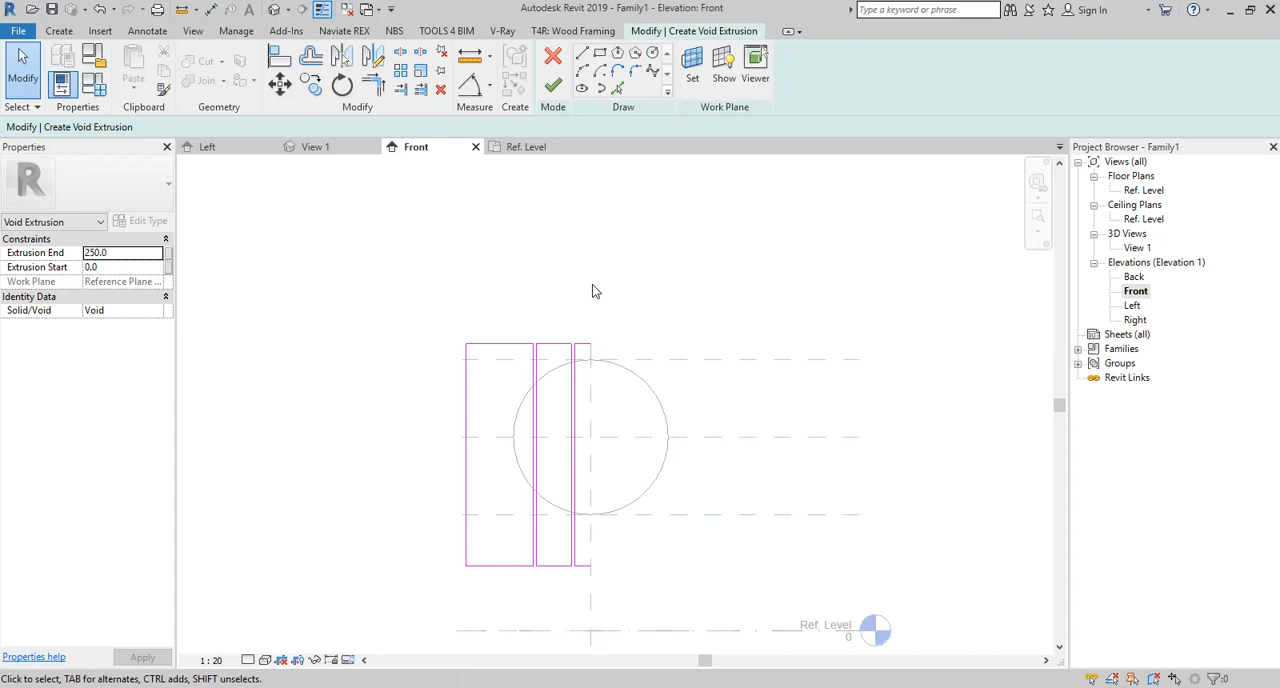 Autodesk Revit 2019 - Family1 - Elevation: Front
Type a keyword or phrase
Sign In
File
Create
Insert
Annotate
View
Manage
Add-Ins
Naviate REX
NBS
TOOLS 4 BIM
V-Ray
T4R: Wood Framing
Modify | Create Void Extrusion
Modify
Paste
Cut
Join
Set
Show
Viewer
Select
Properties
Clipboard
Geometry
Modify
Measure
Create
Mode
Draw
Work Plane
Modify | Create Void Extrusion
Properties
Left
View 1
Front
Ref. Level
Project Browser - Family1
R
Void Extrusion
Edit Type
Constraints
Extrusion End
250.0
Extrusion Start
0.0
Work Plane
Reference Plane ...
Identity Data
Solid/Void
Void
Views (all)
Floor Plans
Ref. Level
Ceiling Plans
Ref. Level
3D Views
View 1
Elevations (Elevation 1)
Back
Front
Left
Right
Sheets (all)
Families
Groups
Revit Links
Ref. Level
0
Properties help
Apply
1 : 20
Click to select, TAB for alternates, CTRL adds, SHIFT unselects.
:0